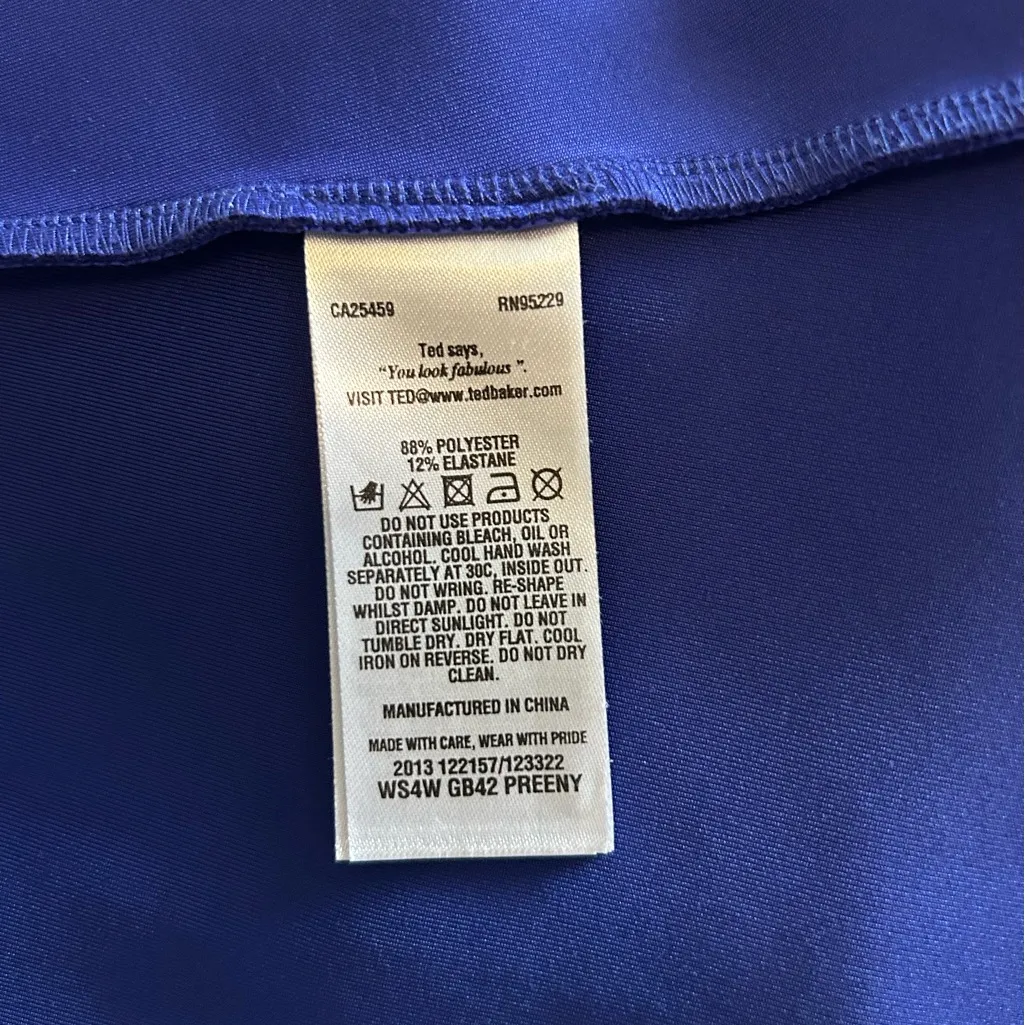 CA25459 RN95229
Ted says,
"You look fabulous ".
VISIT TED@www.tedbaker.com
88% POLYESTER
12% ELASTANE
DO NOT USE PRODUCTS
CONTAINING BLEACH, OIL OR
ALCOHOL. COOL HAND WASH
SEPARATELY AT 30C, INSIDE OUT.
DO NOT WRING. RE-SHAPE
WHILST DAMP. DO NOT LEAVE IN
DIRECT SUNLIGHT. DO NOT
TUMBLE DRY. DRY FLAT. COOL
IRON ON REVERSE. DO NOT DRY
CLEAN.
MANUFACTURED IN CHINA
MADE WITH CARE, WEAR WITH PRIDE
2013 122157/123322
WS4W GB42 PREENY